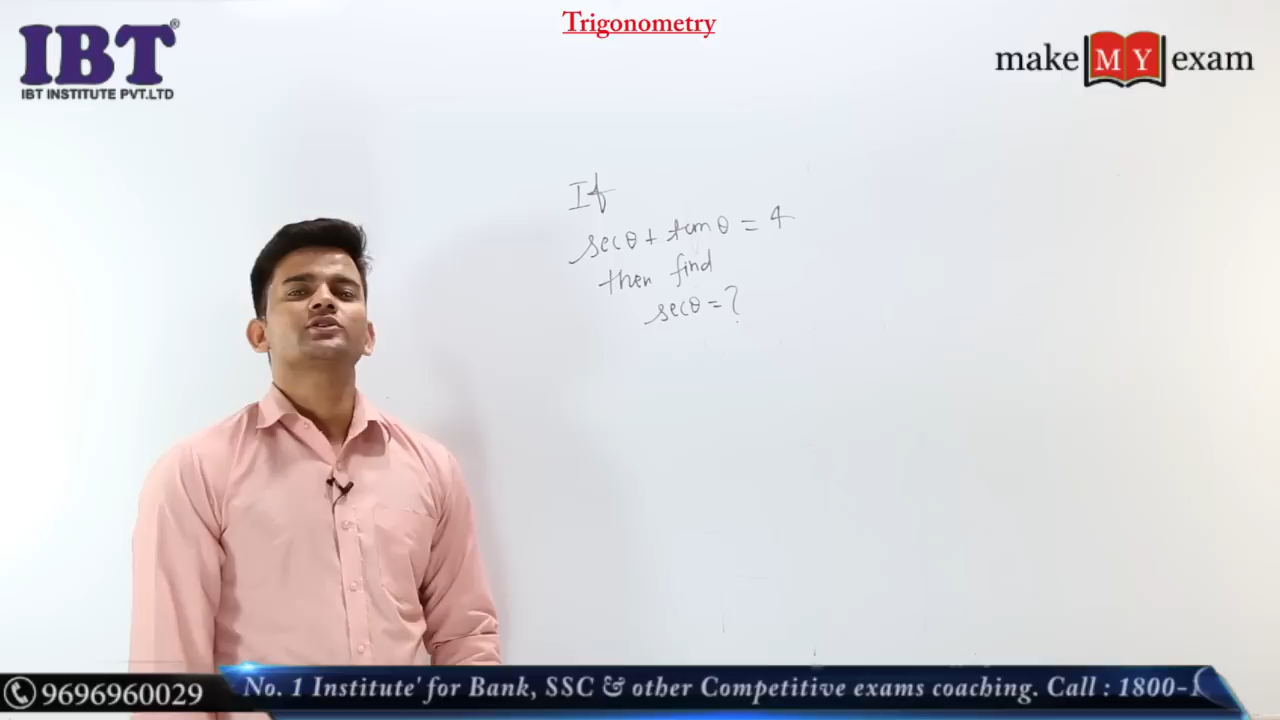 Trigonometry
IBT®
IBT INSTITUTE PVT.LTD
make MY exam
If
secθ + tanθ = 4
then find
secθ = ?
9696960029
No. 1 Institute' for Bank, SSC & other Competitive exams coaching. Call : 1800-1